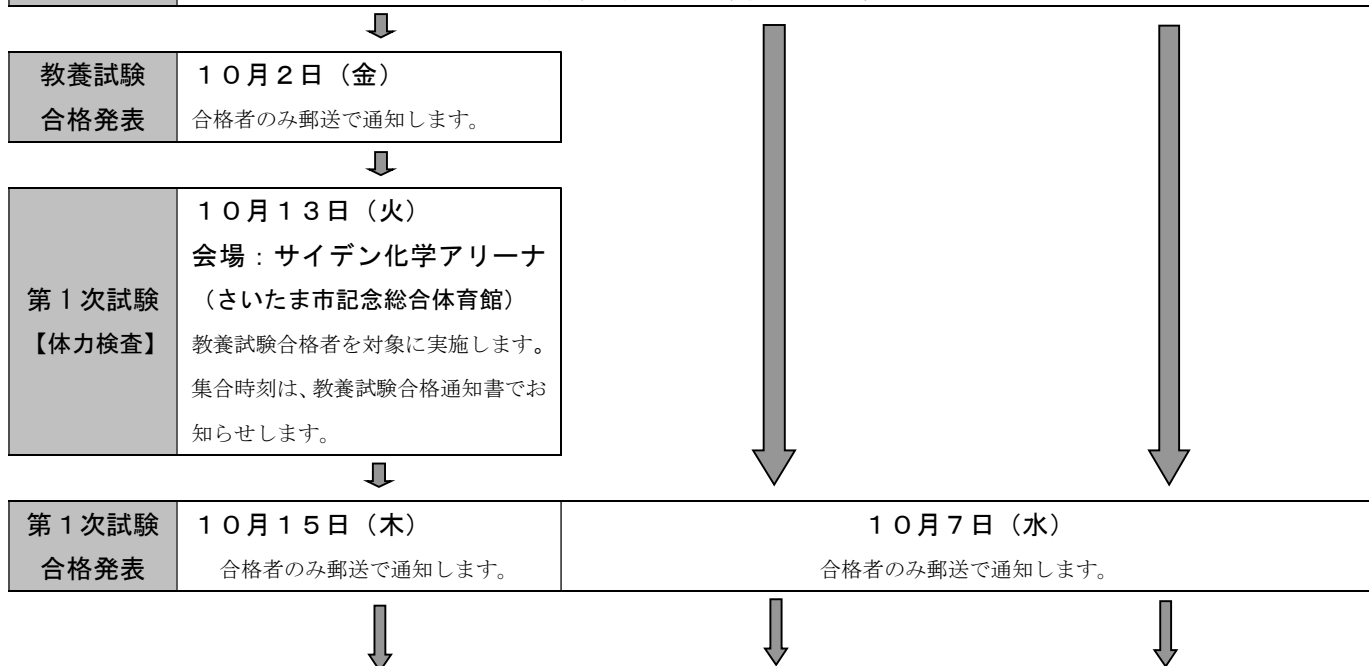 教養試験
合格発表
１０月２日（金）
合格者のみ郵送で通知します。
第１次試験
【体力検査】
１０月１３日（火）
会場：サイデン化学アリーナ
（さいたま市記念総合体育館）
教養試験合格者を対象に実施します。
集合時刻は、教養試験合格通知書でお
知らせします。
第１次試験
合格発表
１０月１５日（木）
合格者のみ郵送で通知します。
１０月７日（水）
合格者のみ郵送で通知します。